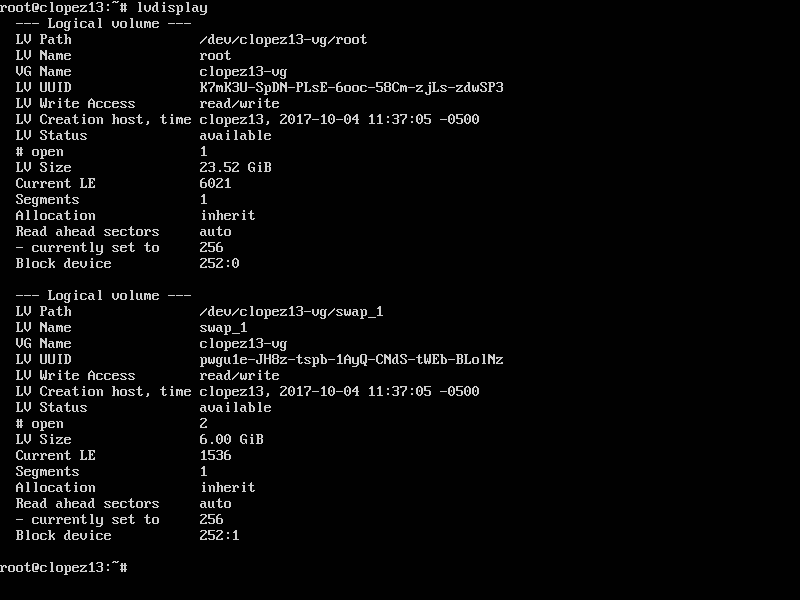 root@clopez13:~# lvdisplay
  --- Logical volume ---
  LV Path                /dev/clopez13-vg/root
  LV Name                root
  VG Name                clopez13-vg
  LV UUID                K7mK3U-SpDN-PLsE-6ooc-58Cm-zjLs-zdwSP3
  LV Write Access        read/write
  LV Creation host, time clopez13, 2017-10-04 11:37:05 -0500
  LV Status              available
  # open                 1
  LV Size                23.52 GiB
  Current LE             6021
  Segments               1
  Allocation             inherit
  Read ahead sectors     auto
  - currently set to     256
  Block device           252:0

  --- Logical volume ---
  LV Path                /dev/clopez13-vg/swap_1
  LV Name                swap_1
  VG Name                clopez13-vg
  LV UUID                pwgu1e-JH8z-tspb-1AyQ-CNdS-tWEb-BLolNz
  LV Write Access        read/write
  LV Creation host, time clopez13, 2017-10-04 11:37:05 -0500
  LV Status              available
  # open                 2
  LV Size                6.00 GiB
  Current LE             1536
  Segments               1
  Allocation             inherit
  Read ahead sectors     auto
  - currently set to     256
  Block device           252:1

root@clopez13:~#